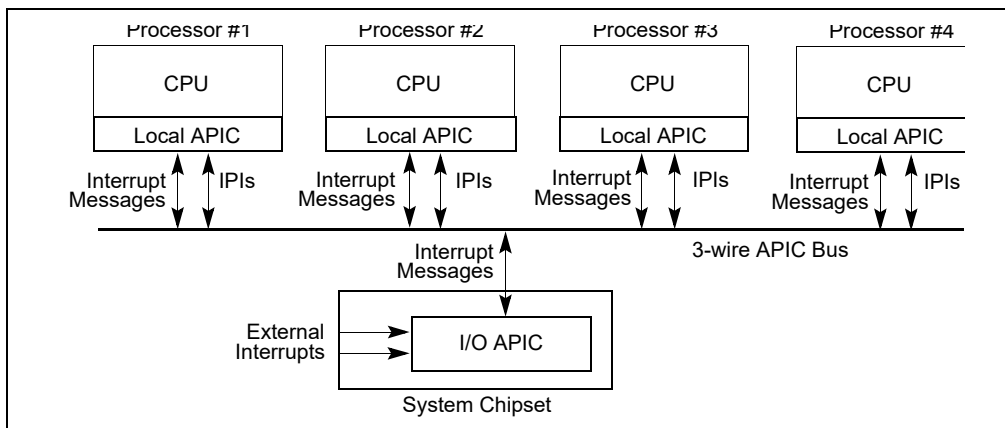 Processor #1
Processor #2
Processor #3
Processor #4
CPU
CPU
CPU
CPU
Local APIC
Local APIC
Local APIC
Local APIC
Interrupt
Messages
IPIs
Interrupt
Messages
IPIs
Interrupt
Messages
IPIs
Interrupt
Messages
IPIs
Interrupt
Messages
3-wire APIC Bus
External
Interrupts
I/O APIC
System Chipset